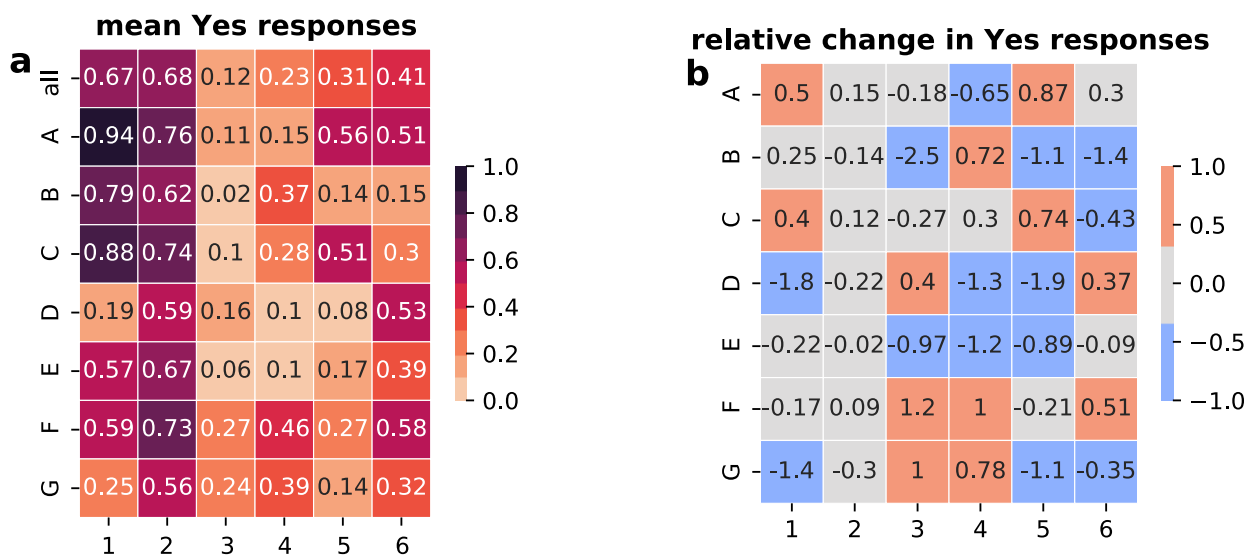 mean Yes responses
a
all 0.67 0.68 0.12 0.23 0.31 0.41
A 0.94 0.76 0.11 0.15 0.56 0.51
B 0.79 0.62 0.02 0.37 0.14 0.15
C 0.88 0.74 0.1 0.28 0.51 0.3
D 0.19 0.59 0.16 0.1 0.08 0.53
E 0.57 0.67 0.06 0.1 0.17 0.39
F 0.59 0.73 0.27 0.46 0.27 0.58
G 0.25 0.56 0.24 0.39 0.14 0.32
1 2 3 4 5 6
1.0
0.8
0.6
0.4
0.2
0.0
relative change in Yes responses
b
A 0.5 0.15 -0.18 -0.65 0.87 0.3
B 0.25 -0.14 -2.5 0.72 -1.1 -1.4
C 0.4 0.12 -0.27 0.3 0.74 -0.43
D -1.8 -0.22 0.4 -1.3 -1.9 0.37
E -0.22 -0.02 -0.97 -1.2 -0.89 -0.09
F -0.17 0.09 1.2 1 -0.21 0.51
G -1.4 -0.3 1 0.78 -1.1 -0.35
1 2 3 4 5 6
1.0
0.5
0.0
−0.5
−1.0